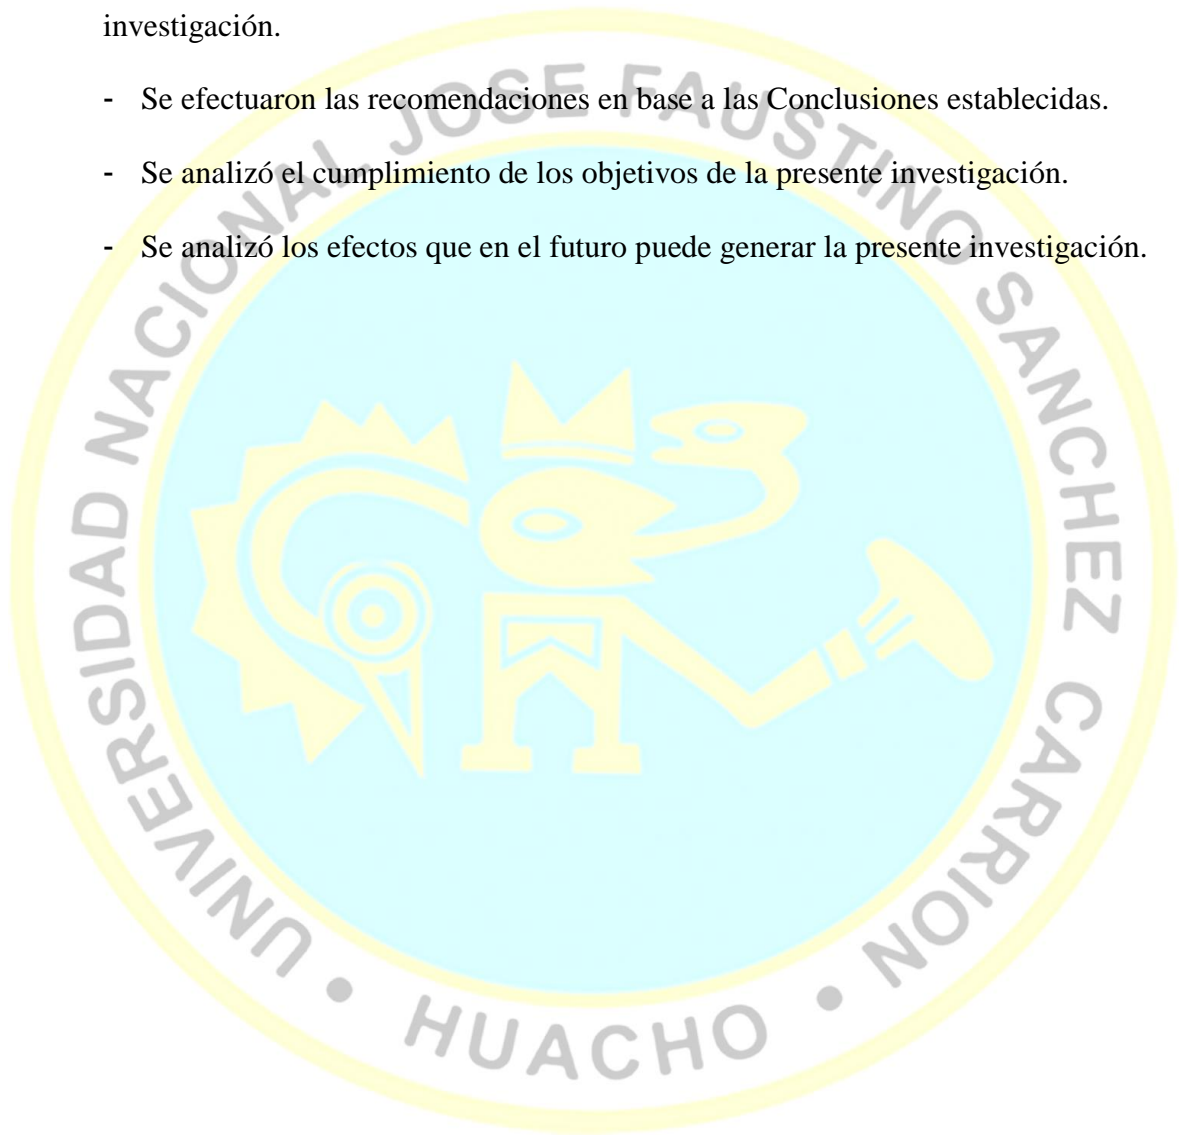 investigación.
- Se efectuaron las recomendaciones en base a las Conclusiones establecidas.
- Se analizó el cumplimiento de los objetivos de la presente investigación.
- Se analizó los efectos que en el futuro puede generar la presente investigación.
UNIVERSIDAD NACIONAL JOSE FAUSTINO SANCHEZ CARRION
• HUACHO •